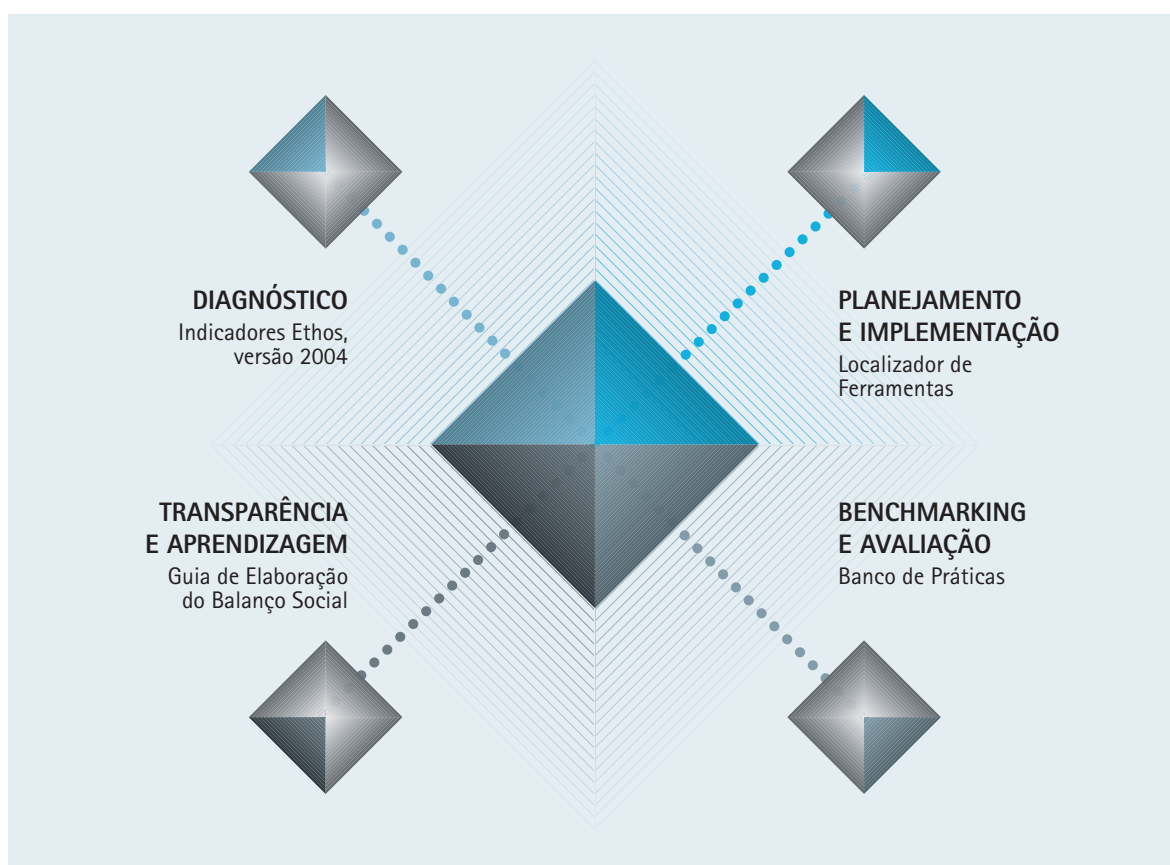 DIAGNÓSTICO
Indicadores Ethos,
versão 2004
PLANEJAMENTO
E IMPLEMENTAÇÃO
Localizador de
Ferramentas
TRANSPARÊNCIA
E APRENDIZAGEM
Guia de Elaboração
do Balanço Social
BENCHMARKING
E AVALIAÇÃO
Banco de Práticas